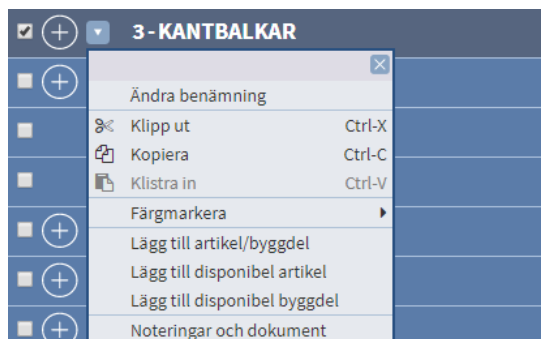 3 - KANTBALKAR
Ändra benämning
Klipp ut Ctrl-X
Kopiera Ctrl-C
Klistra in Ctrl-V
Färgmarkera
Lägg till artikel/byggdel
Lägg till disponibel artikel
Lägg till disponibel byggdel
Noteringar och dokument